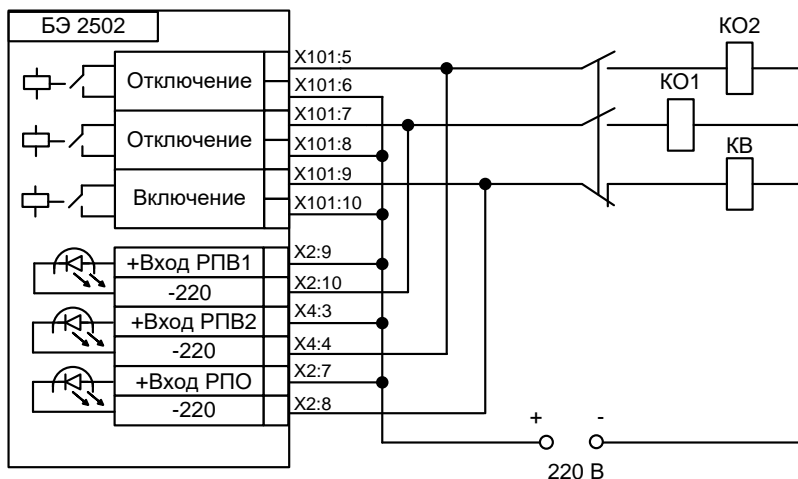 БЭ 2502
КО2
X101:5
Отключение
X101:6
КО1
X101:7
Отключение
X101:8
КВ
X101:9
Включение
X101:10
X2:9
+Вход РПВ1
X2:10
-220
X4:3
+Вход РПВ2
X4:4
-220
X2:7
+Вход РПО
X2:8
-220
+ -
220 В